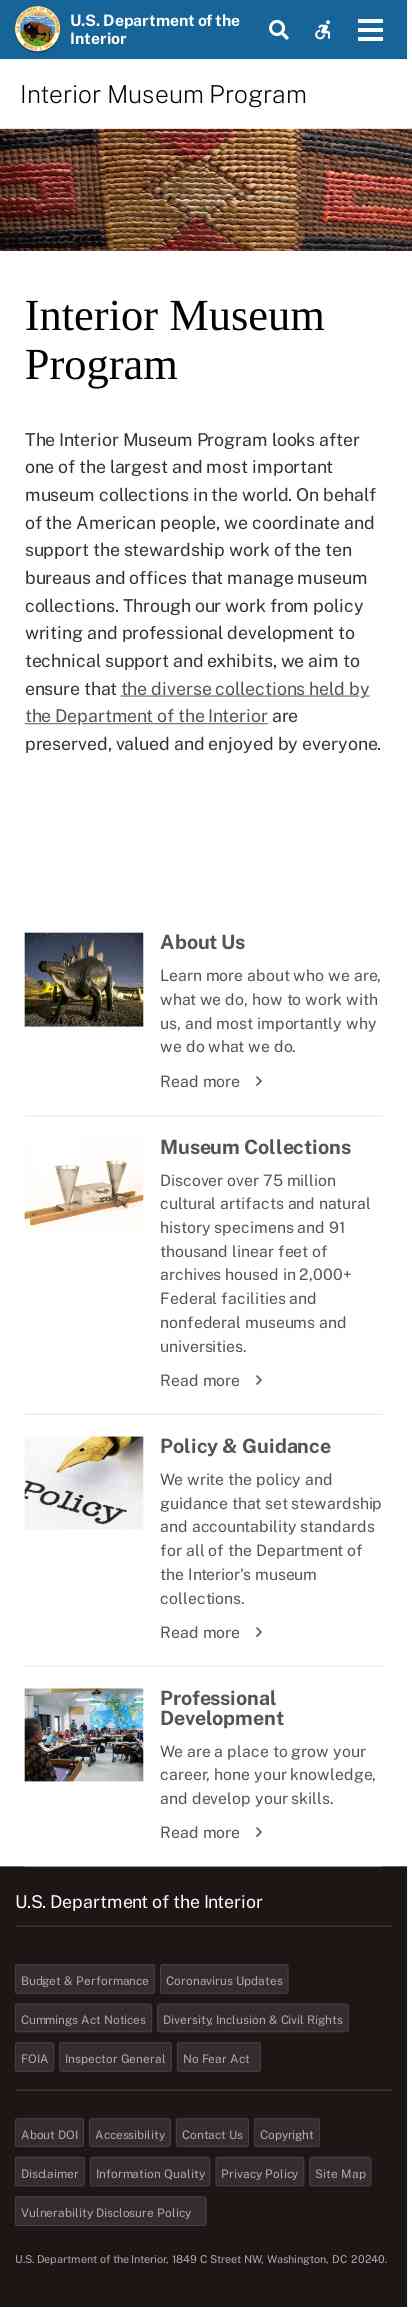 U.S. Department of the
Interior
Interior Museum Program
Interior Museum
Program
The Interior Museum Program looks after
one of the largest and most important
museum collections in the world. On behalf
of the American people, we coordinate and
support the stewardship work of the ten
bureaus and offices that manage museum
collections. Through our work from policy
writing and professional development to
technical support and exhibits, we aim to
ensure that the diverse collections held by
the Department of the Interior are
preserved, valued and enjoyed by everyone.
About Us
Learn more about who we are,
what we do, how to work with
us, and most importantly why
we do what we do.
Read more
Museum Collections
Discover over 75 million
cultural artifacts and natural
history specimens and 91
thousand linear feet of
archives housed in 2,000+
Federal facilities and
nonfederal museums and
universities.
Read more
Policy
Policy & Guidance
We write the policy and
guidance that set stewardship
and accountability standards
for all of the Department of
the Interior's museum
collections.
Read more
Professional
Development
We are a place to grow your
career, hone your knowledge,
and develop your skills.
Read more
U.S. Department of the Interior
Budget & Performance Coronavirus Updates
Cummings Act Notices Diversity, Inclusion & Civil Rights
FOIA Inspector General No Fear Act
About DOI Accessibility Contact Us Copyright
Disclaimer Information Quality Privacy Policy Site Map
Vulnerability Disclosure Policy
U.S. Department of the Interior, 1849 C Street NW, Washington, DC 20240.